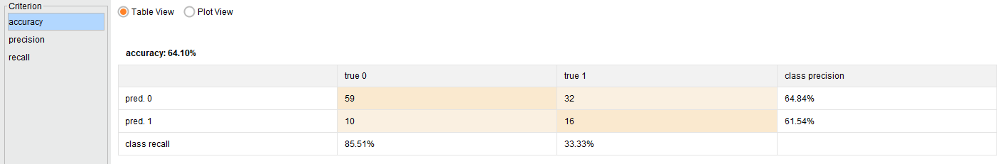 Criterion
accuracy
precision
recall
Table View Plot View
accuracy: 64.10%
true 0 true 1 class precision
pred. 0 59 32 64.84%
pred. 1 10 16 61.54%
class recall 85.51% 33.33%